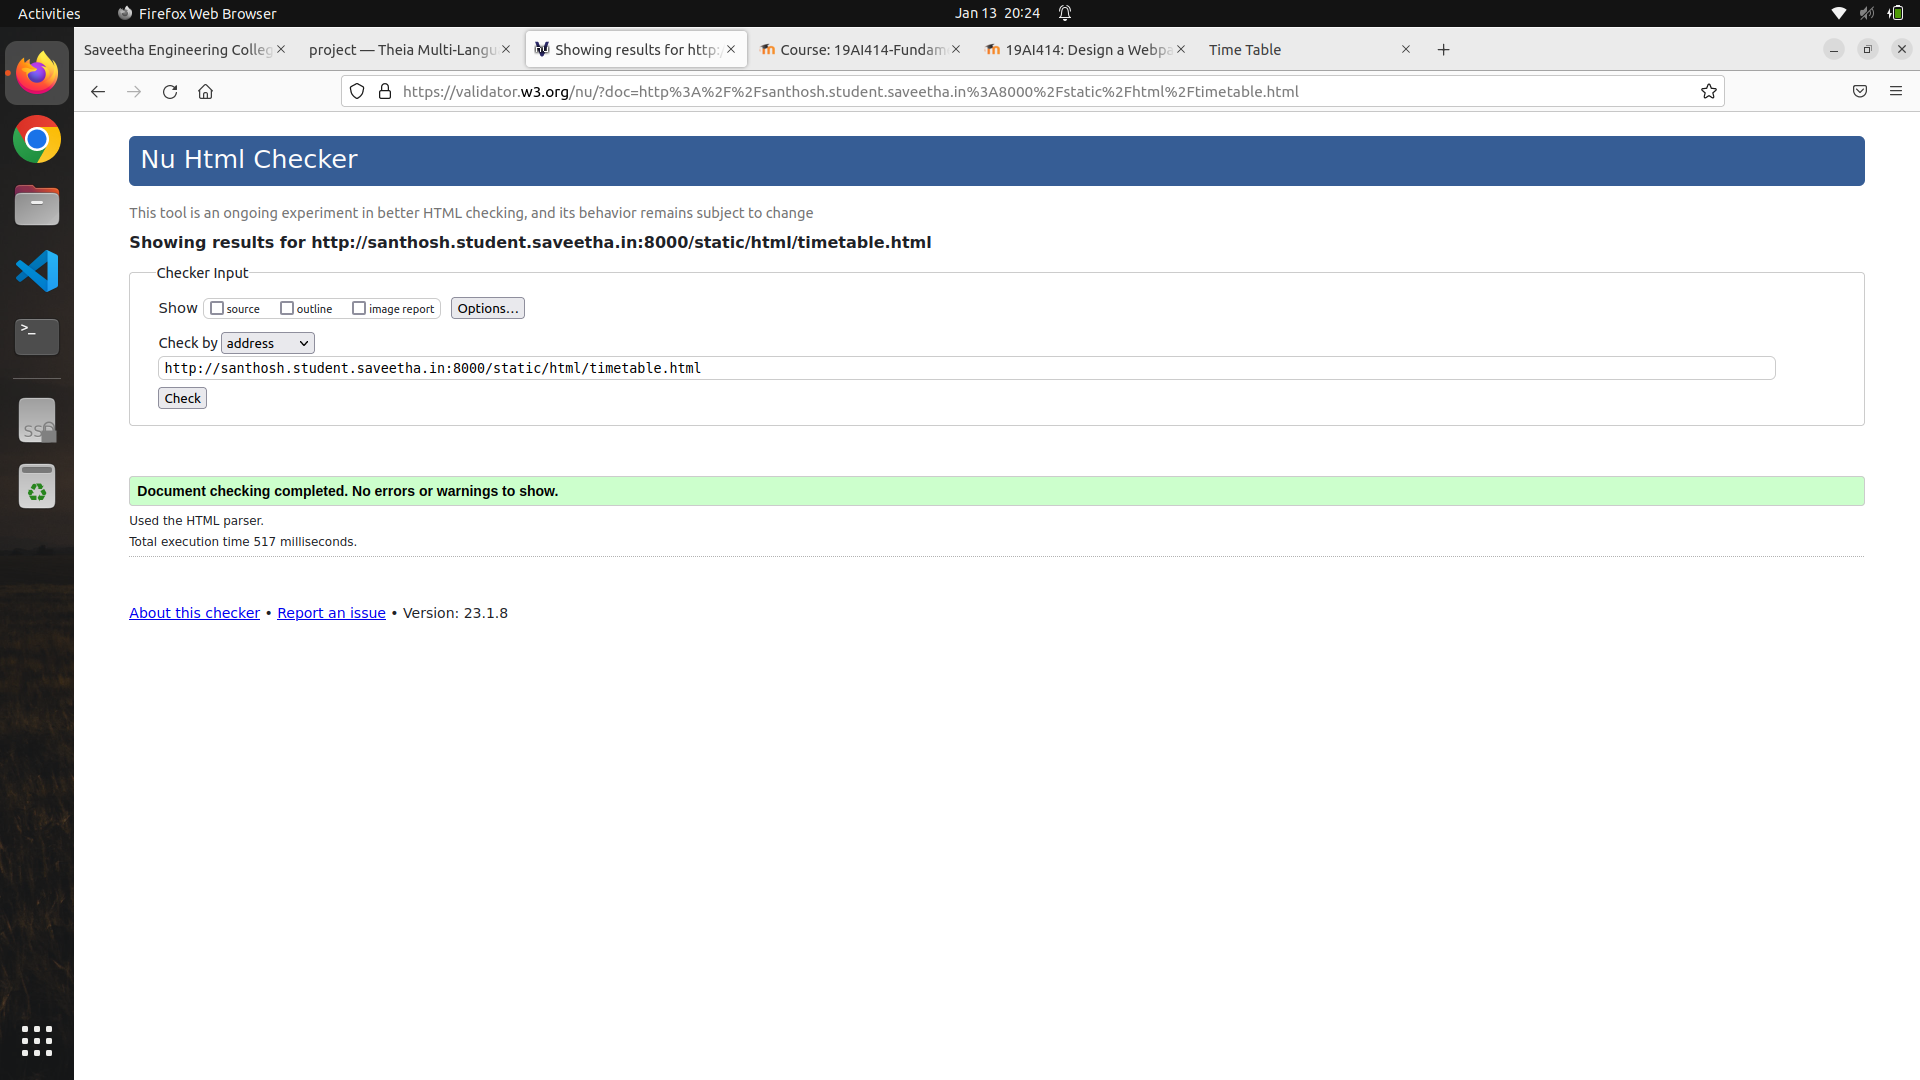 Activities
Firefox Web Browser
Jan 13 20:24
Saveetha Engineering Colleg
project — Theia Multi-Langu
Showing results for http:/
Course: 19AI414-Fundam
19AI414: Design a Webpa
Time Table
https://validator.w3.org/nu/?doc=http%3A%2F%2Fsanthosh.student.saveetha.in%3A8000%2Fstatic%2Fhtml%2Ftimetable.html
Nu Html Checker
This tool is an ongoing experiment in better HTML checking, and its behavior remains subject to change
Showing results for http://santhosh.student.saveetha.in:8000/static/html/timetable.html
Checker Input
Show source outline image report Options...
Check by address
http://santhosh.student.saveetha.in:8000/static/html/timetable.html
Check
SSD
Document checking completed. No errors or warnings to show.
Used the HTML parser.
Total execution time 517 milliseconds.
About this checker • Report an issue • Version: 23.1.8